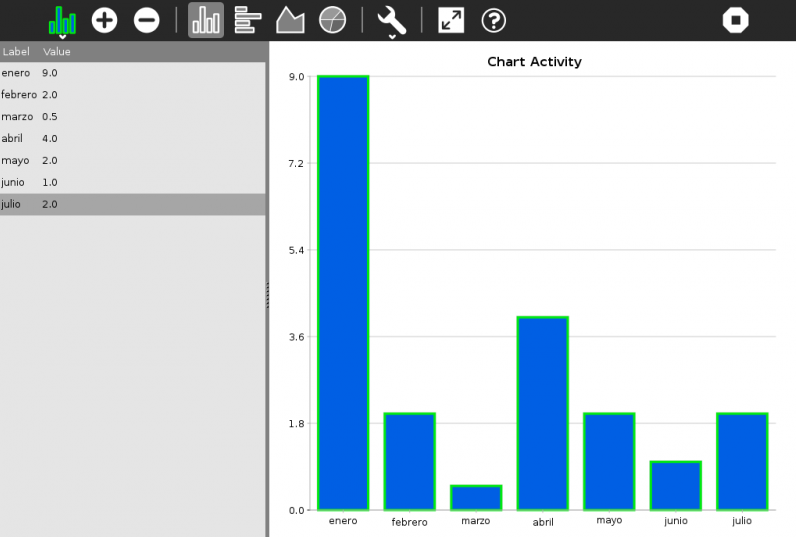 Label Value
enero 9.0
febrero 2.0
marzo 0.5
abril 4.0
mayo 2.0
junio 1.0
julio 2.0
Chart Activity
9.0
7.2
5.4
3.6
1.8
0.0
enero febrero marzo abril mayo junio julio